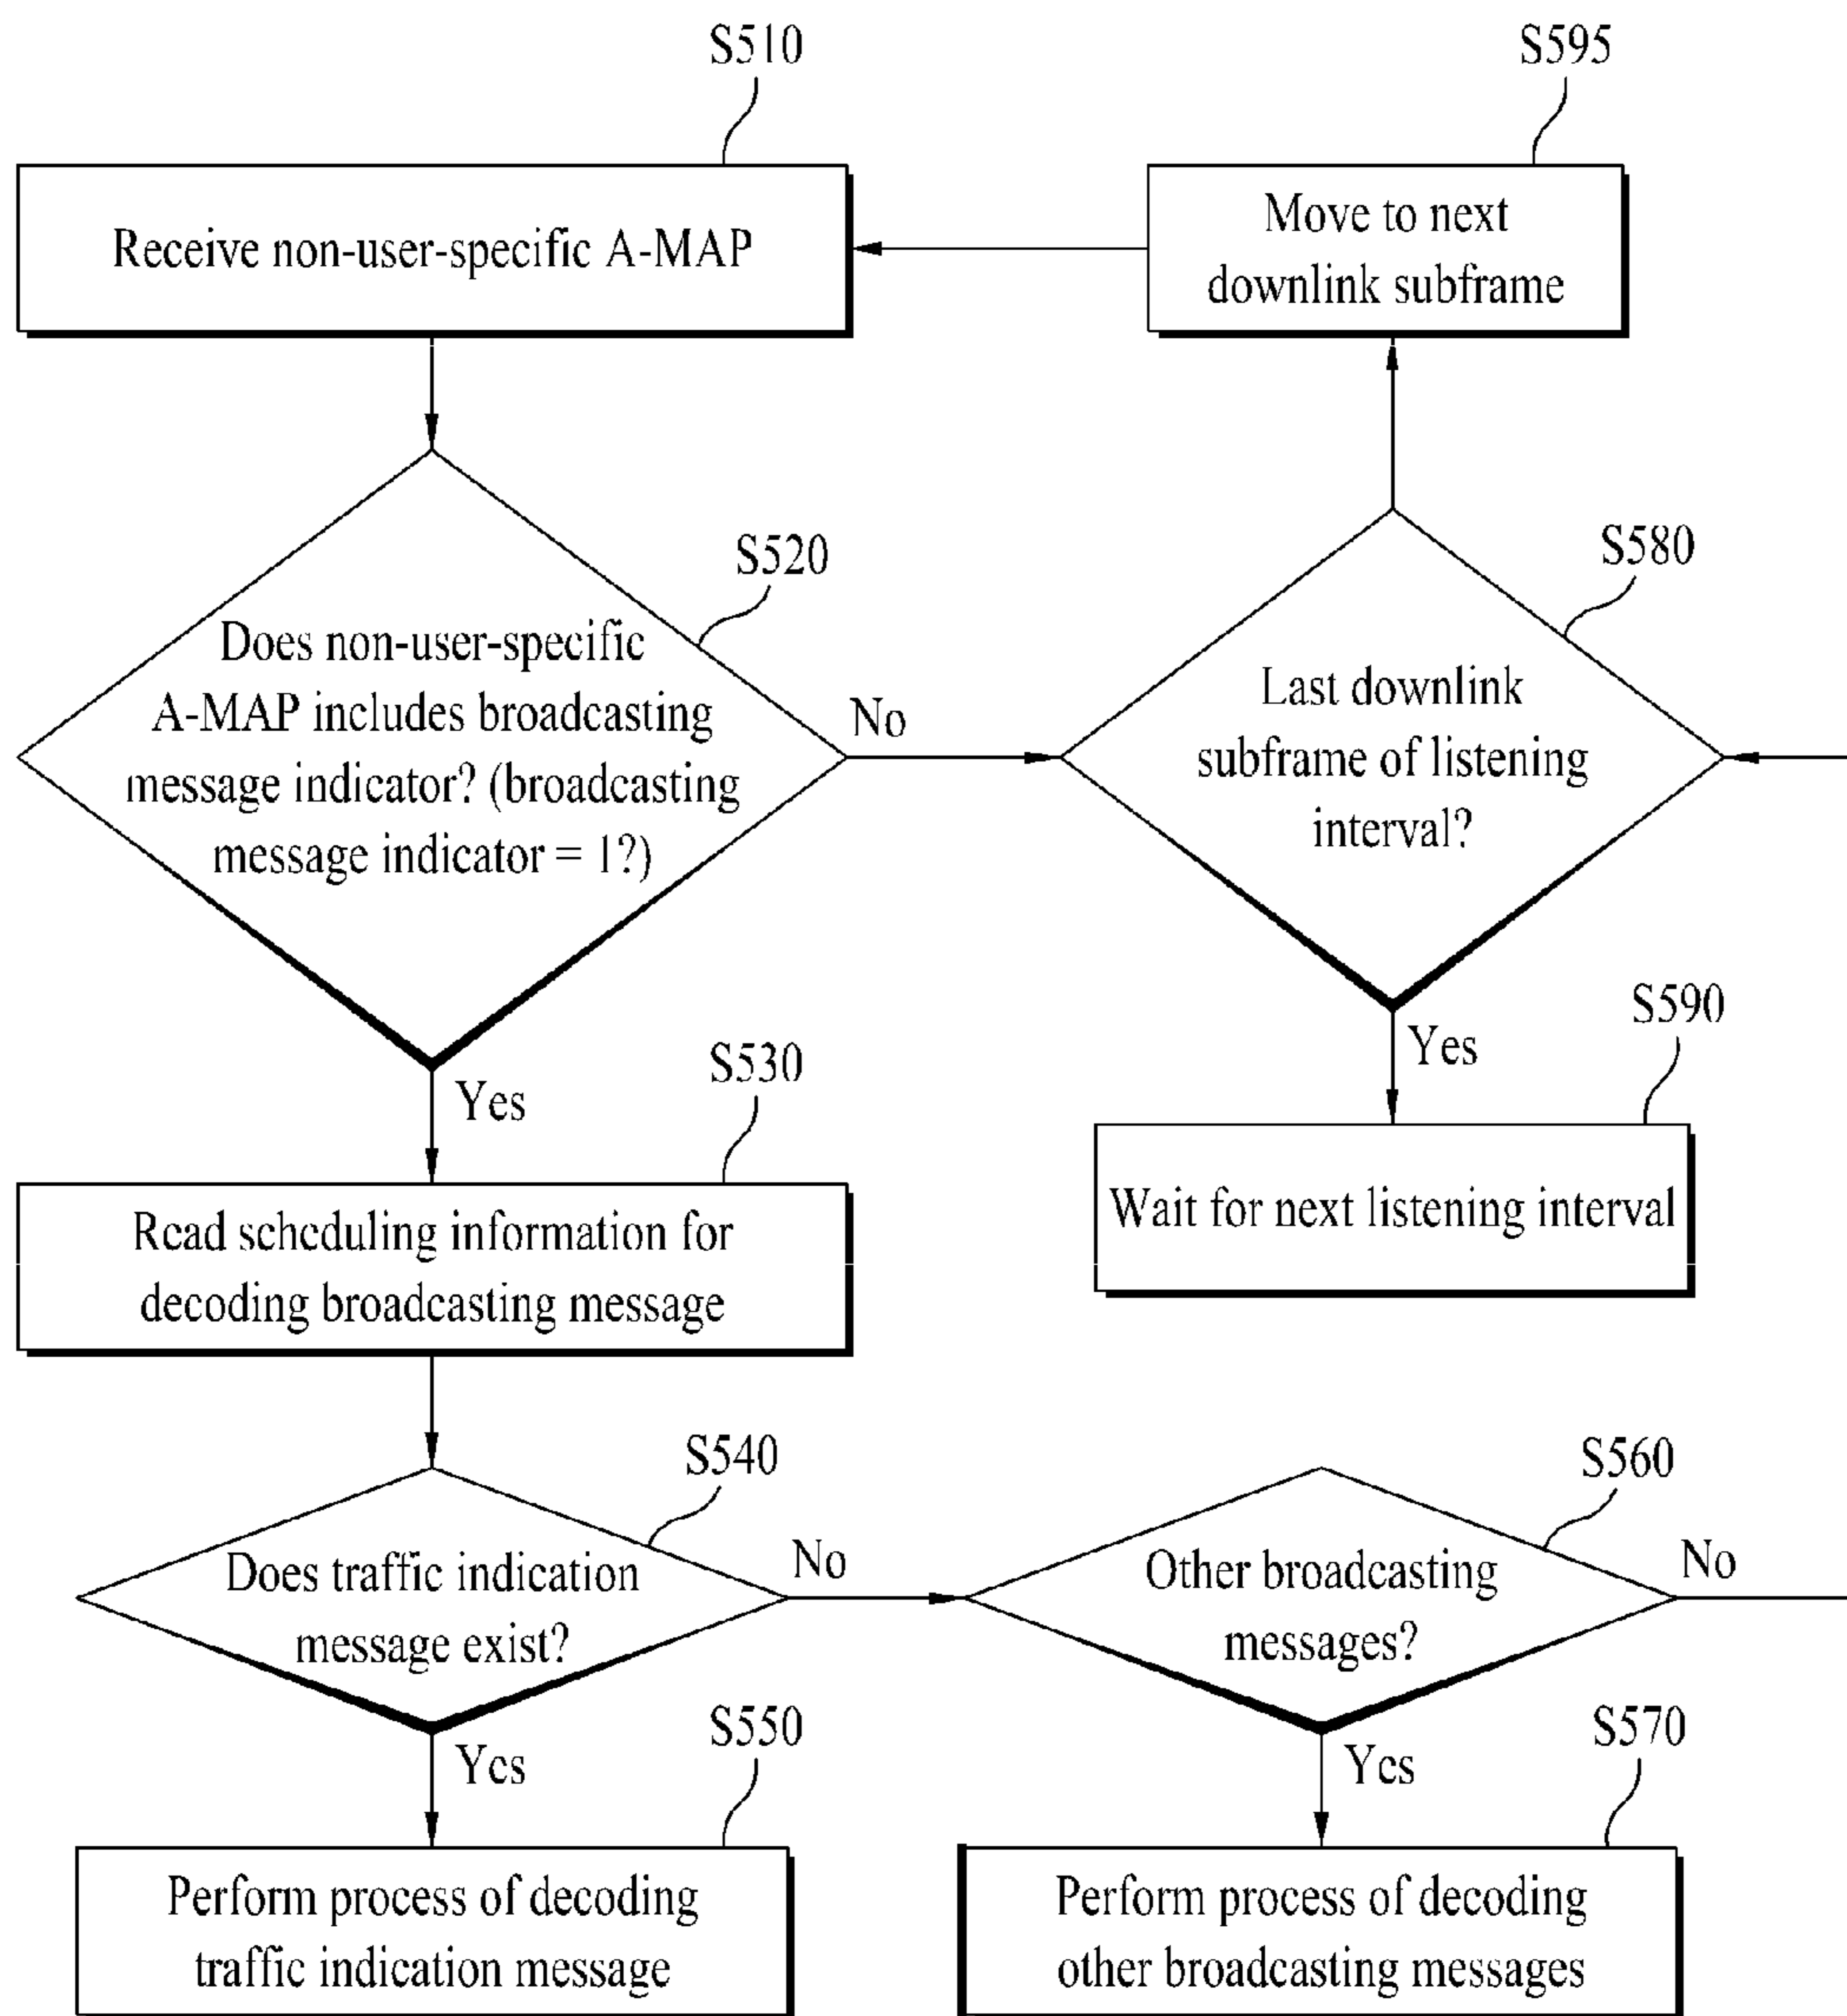 S510
S595
Receive non-user-specific A-MAP
Move to next
downlink subframe
S520
S580
Does non-user-specific
A-MAP includes broadcasting
message indicator? (broadcasting
message indicator = 1?)
No
Last downlink
subframe of listening
interval?
S590
Yes
S530
Yes
Wait for next listening interval
Read scheduling information for
decoding broadcasting message
S540
S560
Does traffic indication
message exist?
No
Other broadcasting
messages?
No
S550
S570
Yes
Yes
Perform process of decoding
traffic indication message
Perform process of decoding
other broadcasting messages